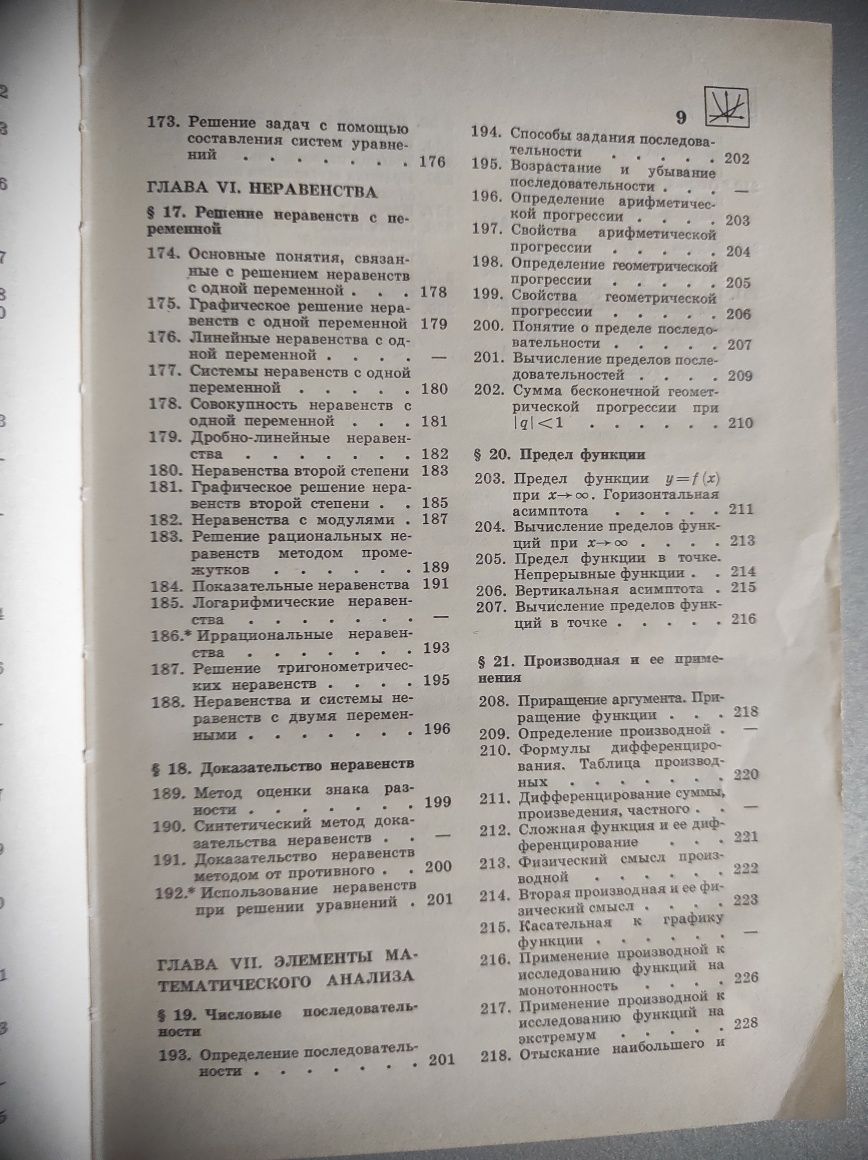 9
173. Решение задач с помощью
составления систем уравне-
ний . . . . . . . 176
ГЛАВА VI. НЕРАВЕНСТВА
§ 17. Решение неравенств с пе-
ременной
174. Основные понятия, связан-
ные с решением неравенств
с одной переменной . . . 178
175. Графическое решение нера-
венств с одной переменной 179
176. Линейные неравенства с од-
ной переменной . . . . —
177. Системы неравенств с одной
переменной . . . . . 180
178. Совокупность неравенств с
одной переменной . . . 181
179. Дробно-линейные неравен-
ства . . . . . . . 182
180. Неравенства второй степени 183
181. Графическое решение нера-
венств второй степени . . 185
182. Неравенства с модулями . 187
183. Решение рациональных не-
равенств методом проме-
жутков . . . . . . 189
184. Показательные неравенства 191
185. Логарифмические неравен-
ства . . . . . . . —
186.* Иррациональные неравен-
ства . . . . . . . 193
187. Решение тригонометричес-
ких неравенств . . . . 195
188. Неравенства и системы не-
равенств с двумя перемен-
ными . . . . . . . 196
§ 18. Доказательство неравенств
189. Метод оценки знака раз-
ности . . . . . . . 199
190. Синтетический метод дока-
зательства неравенств . . —
191. Доказательство неравенств
методом от противного . . 200
192.* Использование неравенств
при решении уравнений . 201
ГЛАВА VII. ЭЛЕМЕНТЫ МА-
ТЕМАТИЧЕСКОГО АНАЛИЗА
§ 19. Числовые последователь-
ности
193. Определение последователь-
ности . . . . . . . 201
194. Способы задания последова-
тельности . . . . . 202
195. Возрастание и убывание
последовательности . . . —
196. Определение арифметичес-
кой прогрессии . . . . 203
197. Свойства арифметической
прогрессии . . . . . 204
198. Определение геометрической
прогрессии . . . . . 205
199. Свойства геометрической
прогрессии . . . . . 206
200. Понятие о пределе последо-
вательности . . . . . 207
201. Вычисление пределов после-
довательностей . . . . 209
202. Сумма бесконечной геомет-
рической прогрессии при
|q|<1 . . . . . . 210
§ 20. Предел функции
203. Предел функции y=f(x)
при x→∞. Горизонтальная
асимптота . . . . . 211
204. Вычисление пределов функ-
ций при x→∞ . . . . 213
205. Предел функции в точке.
Непрерывные функции . . 214
206. Вертикальная асимптота . 215
207. Вычисление пределов функ-
ций в точке . . . . . 216
§ 21. Производная и ее приме-
нения
208. Приращение аргумента. При-
ращение функции . . . 218
209. Определение производной . —
210. Формулы дифференциро-
вания. Таблица производ-
ных . . . . . . . 220
211. Дифференцирование суммы,
произведения, частного . . —
212. Сложная функция и ее диф-
ференцирование . . . 221
213. Физический смысл произ-
водной . . . . . . 222
214. Вторая производная и ее фи-
зический смысл . . . . 223
215. Касательная к графику
функции . . . . . . —
216. Применение производной к
исследованию функций на
монотонность . . . . 226
217. Применение производной к
исследованию функций на
экстремум . . . . . 228
218. Отыскание наибольшего и